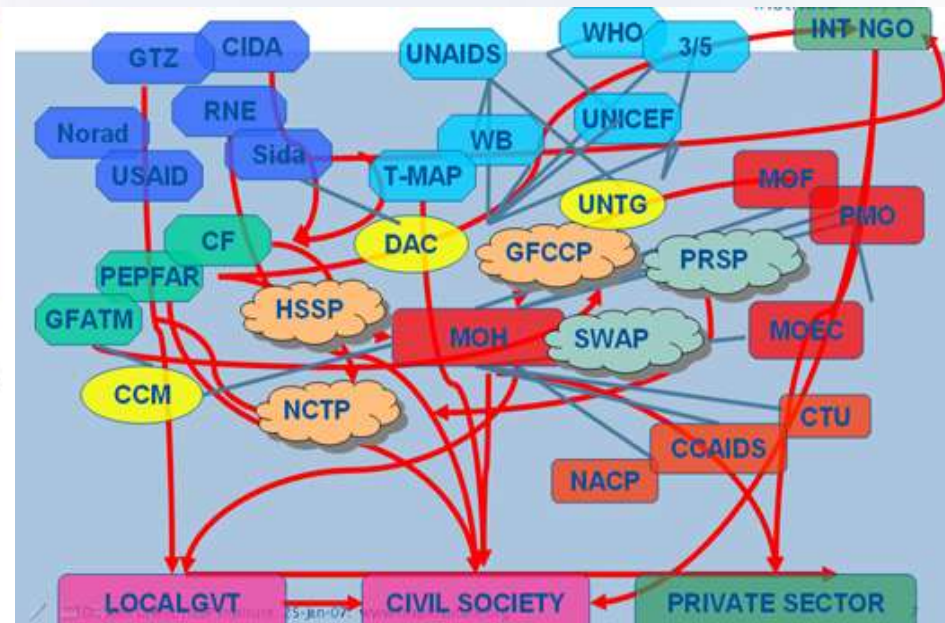 INT NGO
GTZ
CIDA
UNAIDS
WHO
3/5
RNE
Norad
Sida
USAID
WB
UNICEF
T-MAP
MOF
PMO
UNTG
DAC
CF
GFCCP
PRSP
PEPFAR
GFATM
HSSP
MOH
SWAP
MOEC
CCM
NCTP
CTU
CCAIDS
NACP
LOCALGVT
CIVIL SOCIETY
PRIVATE SECTOR